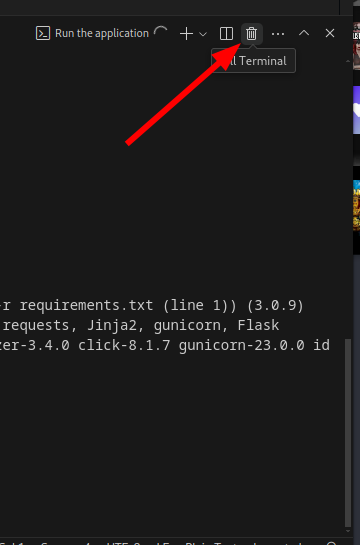 Run the application
ll Terminal
-r requirements.txt (line 1)) (3.0.9)
requests, Jinja2, gunicorn, Flask
zer-3.4.0 click-8.1.7 gunicorn-23.0.0 id